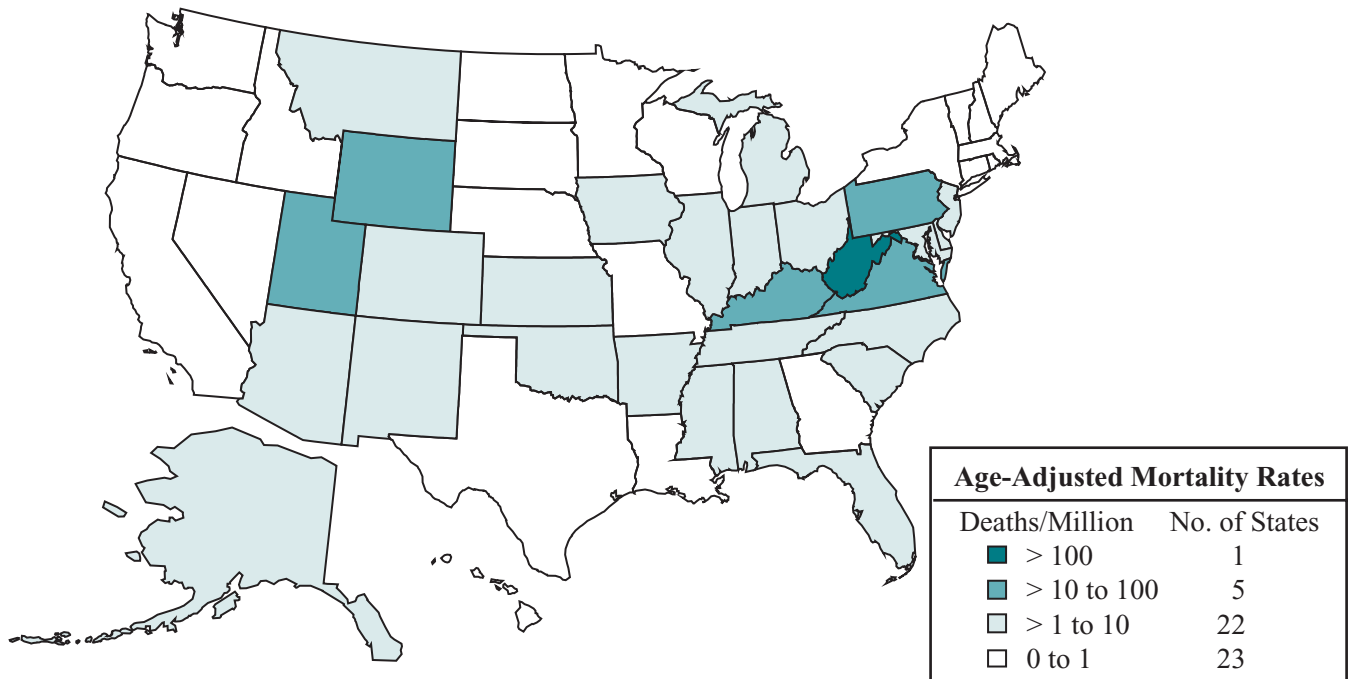 Age-Adjusted Mortality Rates
Deaths/Million No. of States
> 100 1
> 10 to 100 5
> 1 to 10 22
0 to 1 23